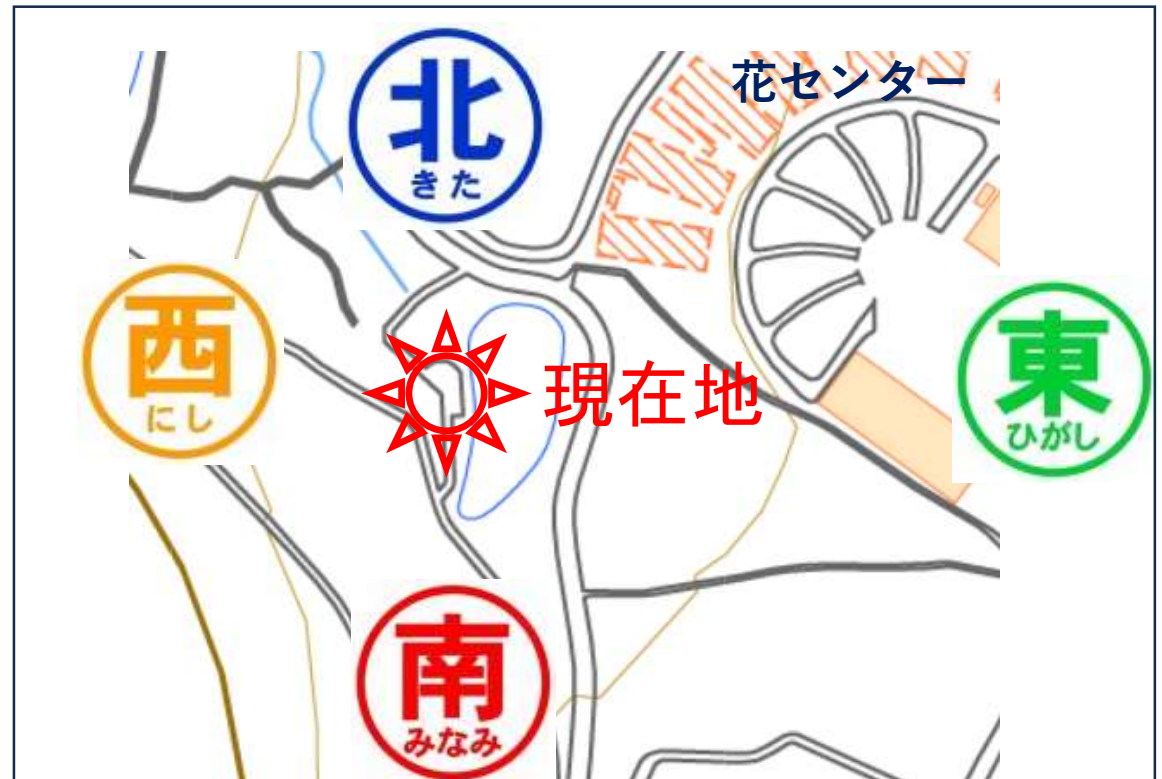 花センター
北
きた
西
にし
現在地
東
ひがし
南
みなみ